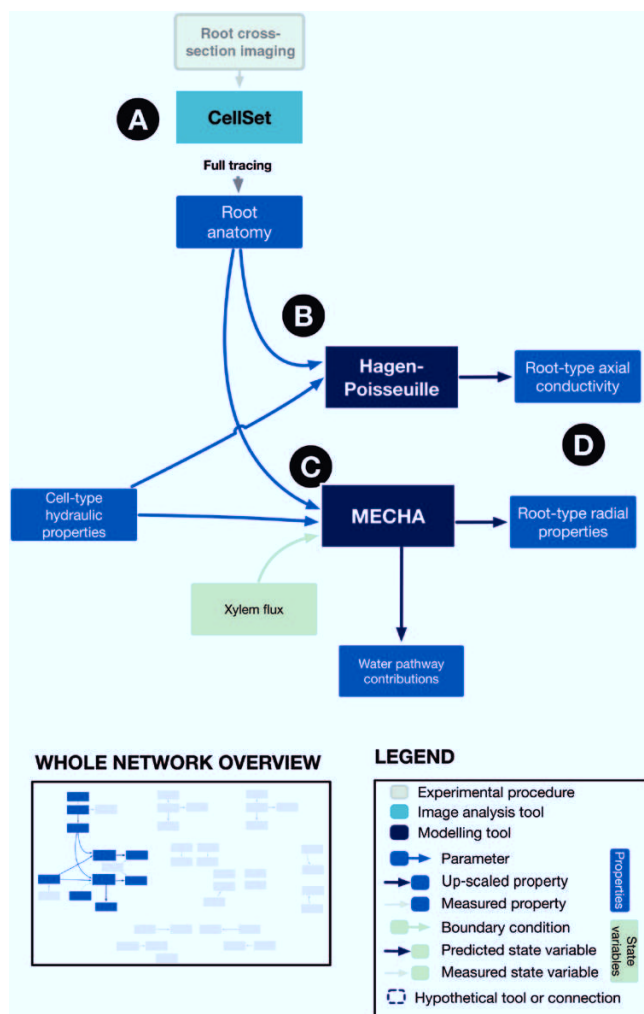 Root cross-
section imaging
A
CellSet
Full tracing
Root
anatomy
B
Hagen-
Poisseuille
Root-type axial
conductivity
D
C
Cell-type
hydraulic
properties
MECHA
Root-type radial
properties
Xylem flux
Water pathway
contributions
WHOLE NETWORK OVERVIEW
LEGEND
Experimental procedure
Image analysis tool
Modelling tool
Parameter
Up-scaled property
Measured property
Properties
Boundary condition
Predicted state variable
Measured state variable
State
variables
Hypothetical tool or connection